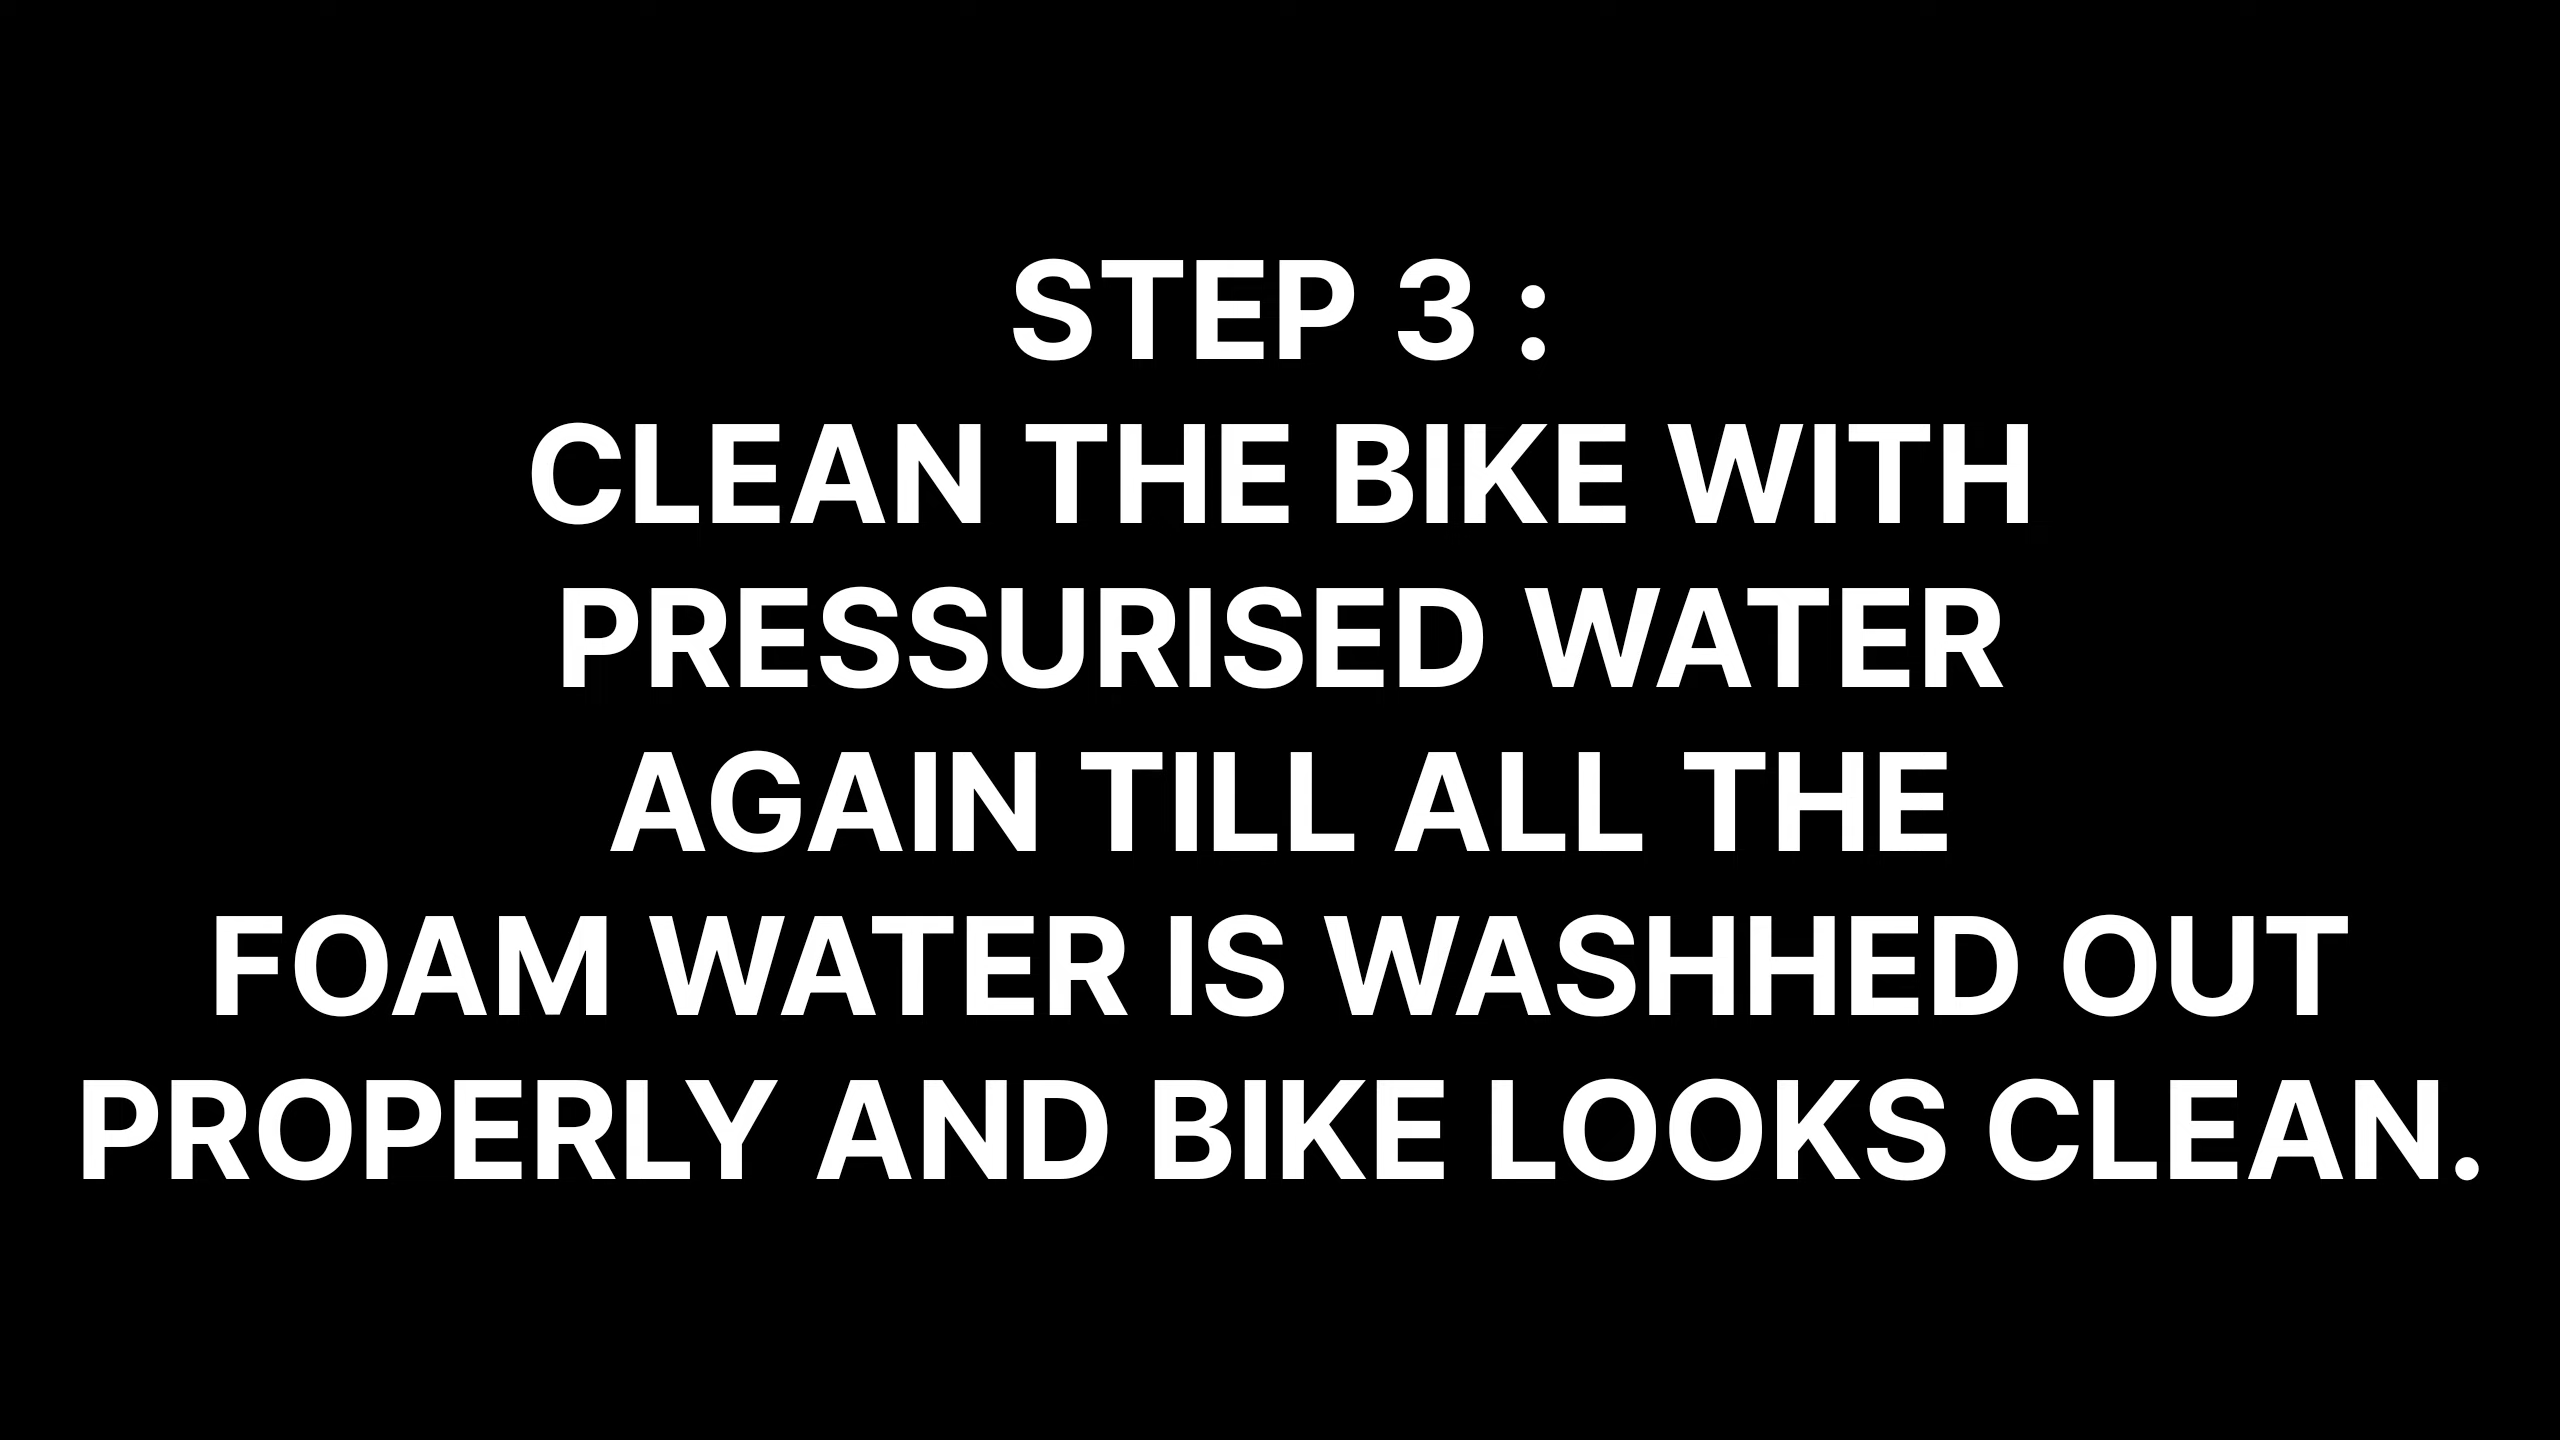 STEP 3 :
CLEAN THE BIKE WITH
PRESSURISED WATER
AGAIN TILL ALL THE
FOAM WATER IS WASHHED OUT
PROPERLY AND BIKE LOOKS CLEAN.